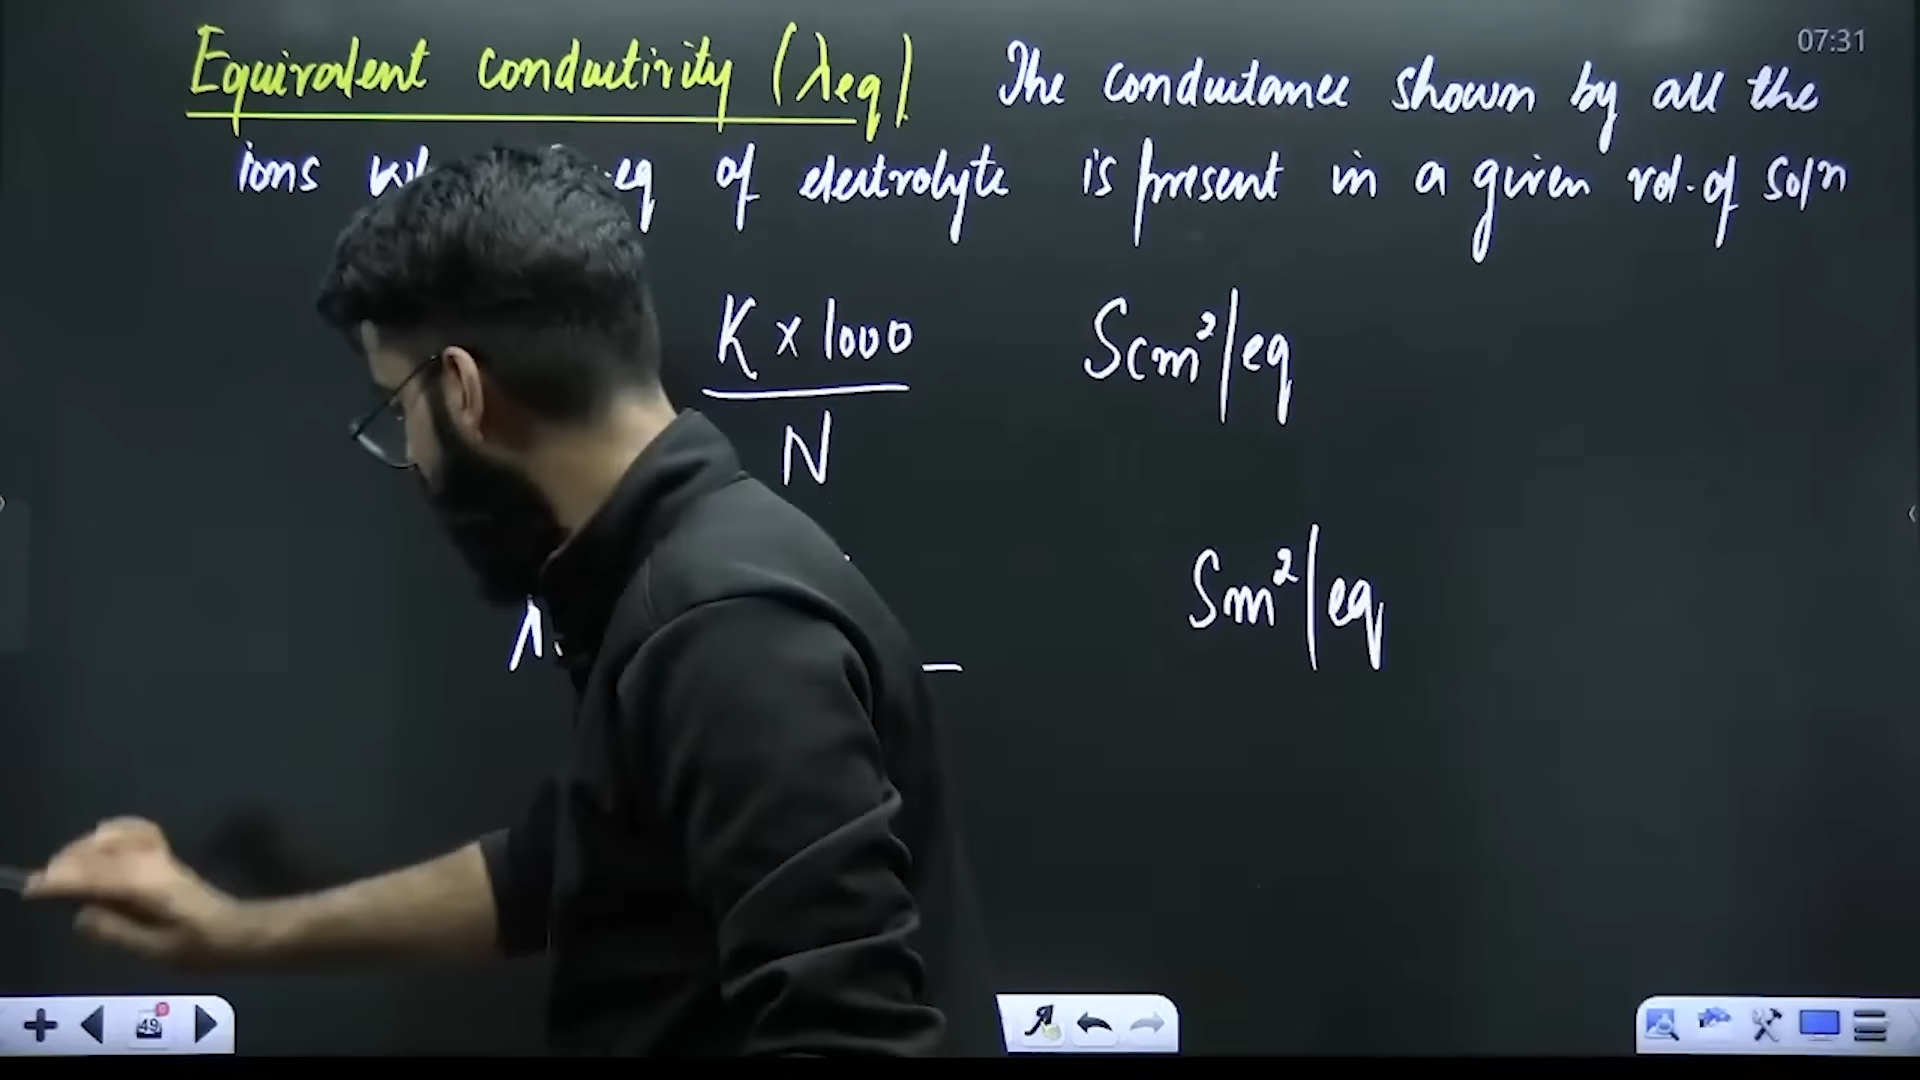 07:31
Equivalent conductivity (λeq) The conductance shown by all the
ions eq of electrolyte is present in a given vol. of soln
K × 1000
N
Scm²/eq
Sm²/eq
49